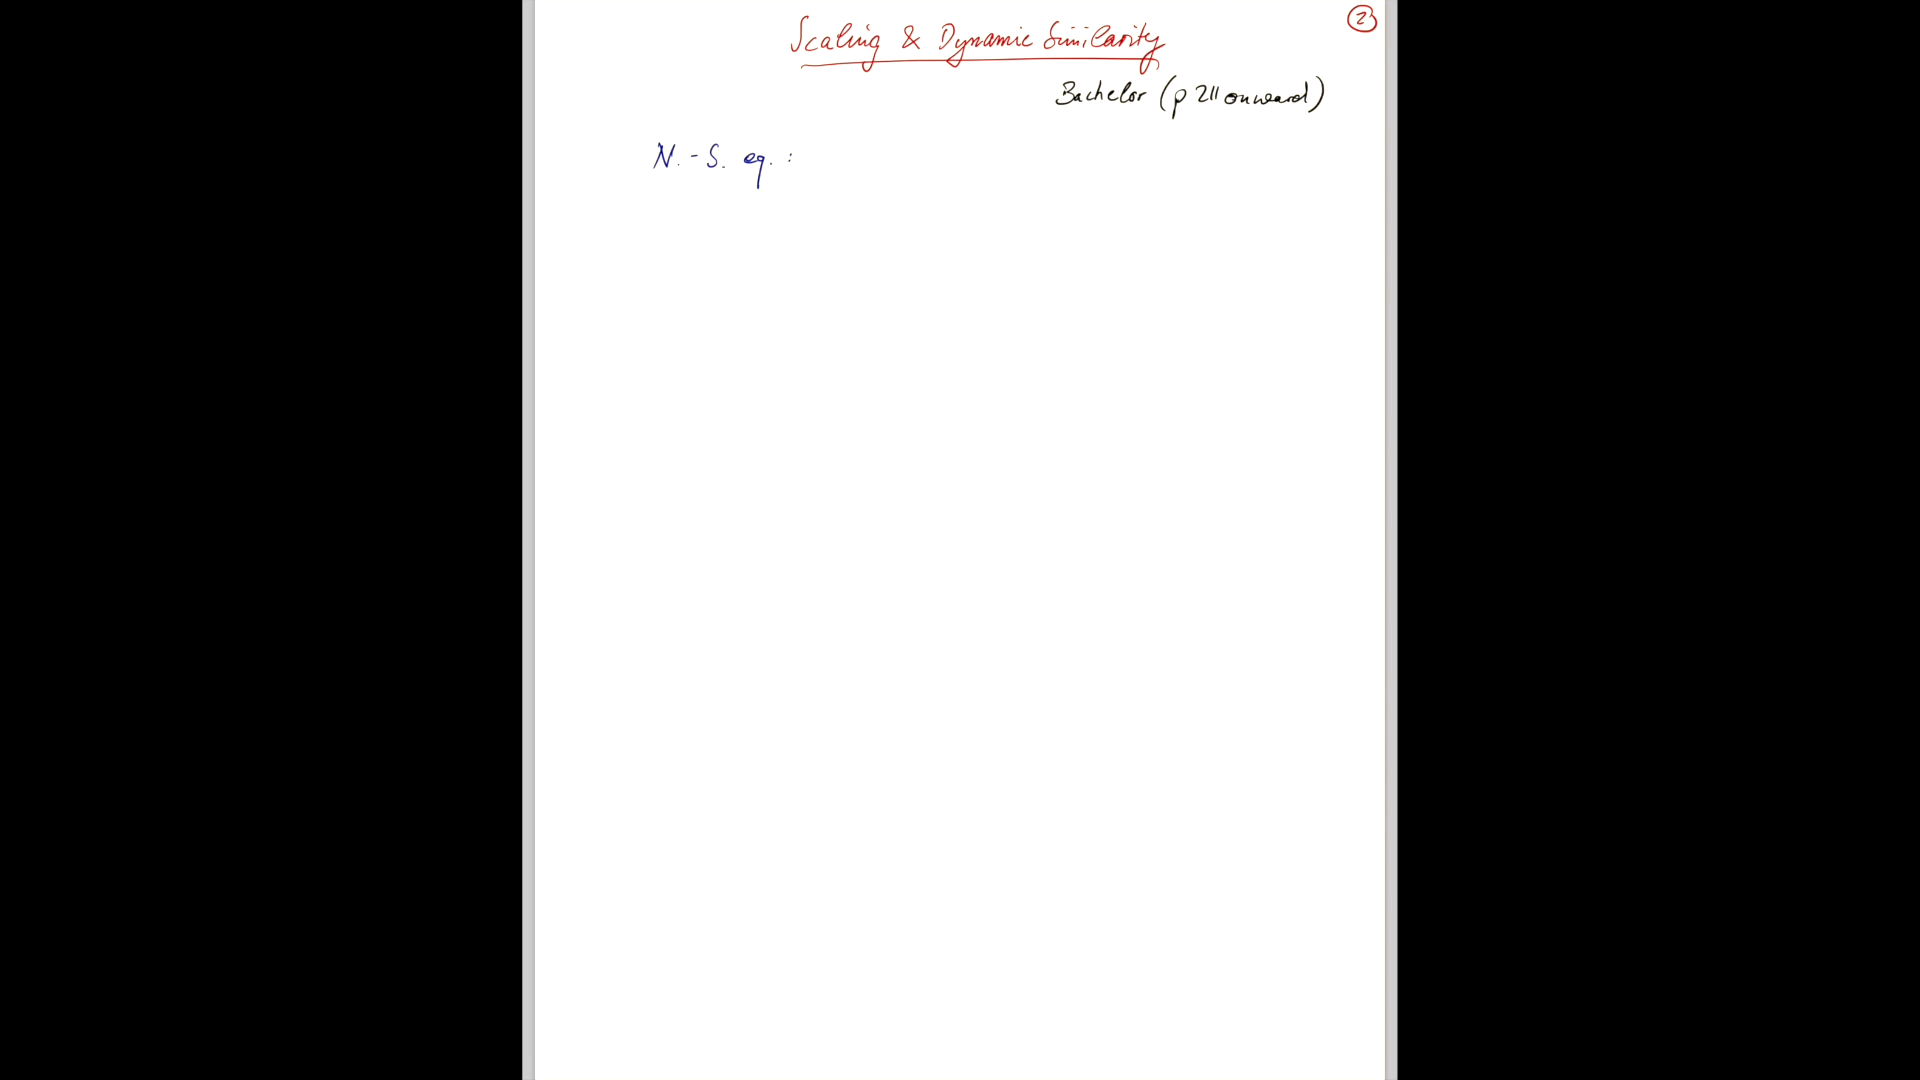 ②
Scaling & Dynamic Similarity
Bachelor (p 211 onward)
N.-S. eq. :